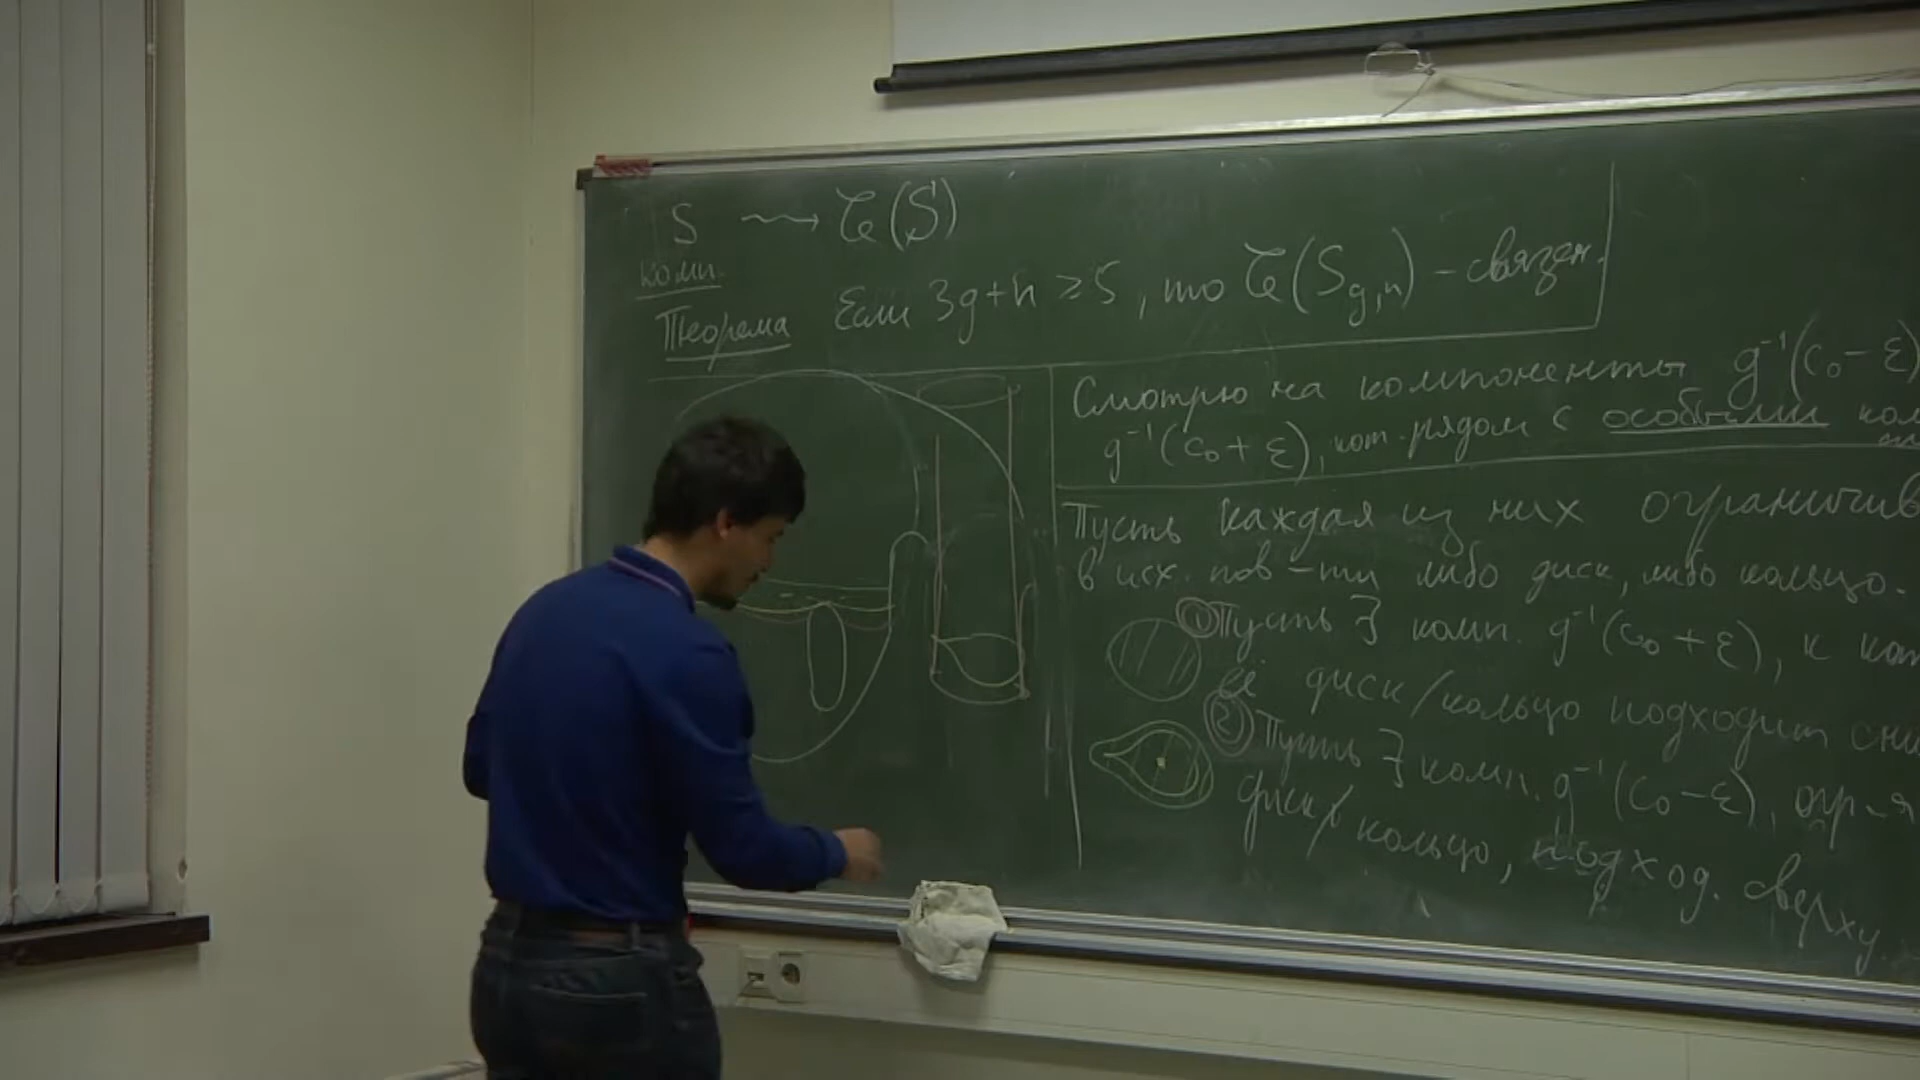 S ⇝ 𝒞(S)
комп.
Теорема Если 3g+n ≥ 5, то 𝒞(S_{g,n}) – связен.
Смотрю на компоненты g⁻¹(c₀ – ε)
g⁻¹(c₀ + ε), кот. рядом с особыми
Пусть каждая из них
в исх. пов-ти либо диск, либо кольцо.
① Пусть ∃ комп. g⁻¹(c₀ + ε), к
её диск/кольцо подходит
② Пусть ∃ комп. g⁻¹(c₀ – ε),
диск/кольцо, подход. сверху.